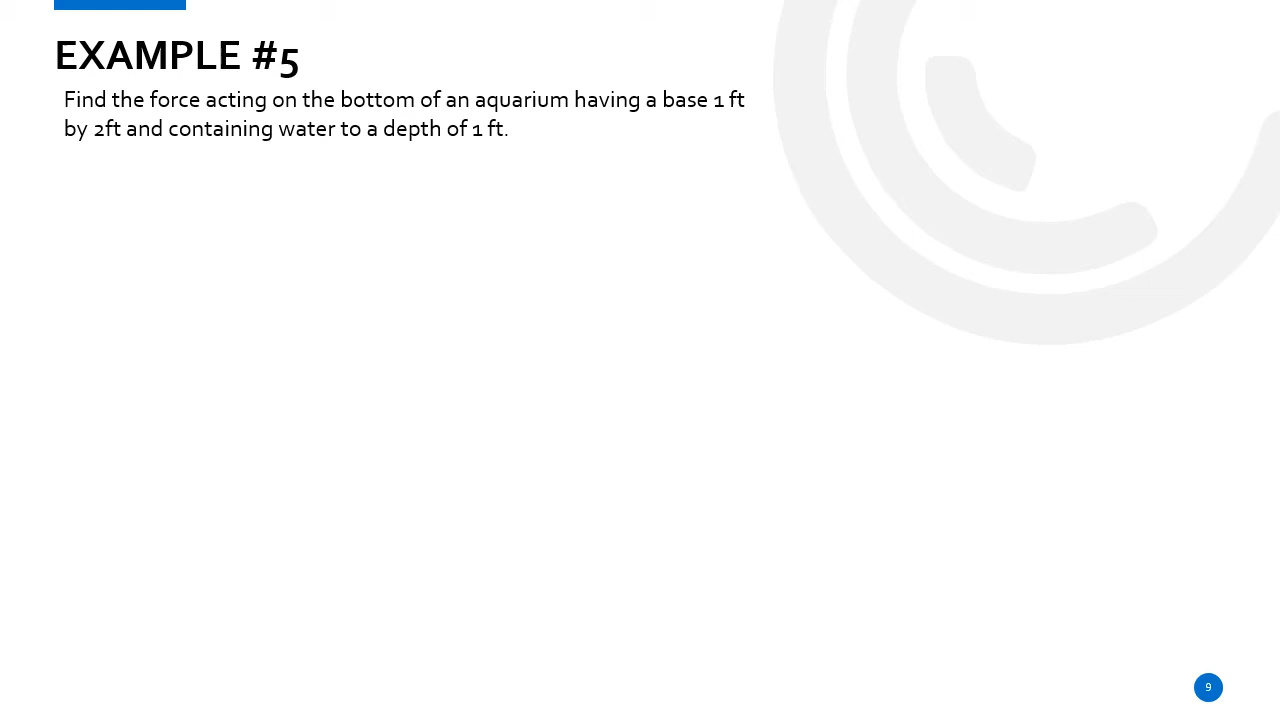 EXAMPLE #5
Find the force acting on the bottom of an aquarium having a base 1 ft
by 2ft and containing water to a depth of 1 ft.
9